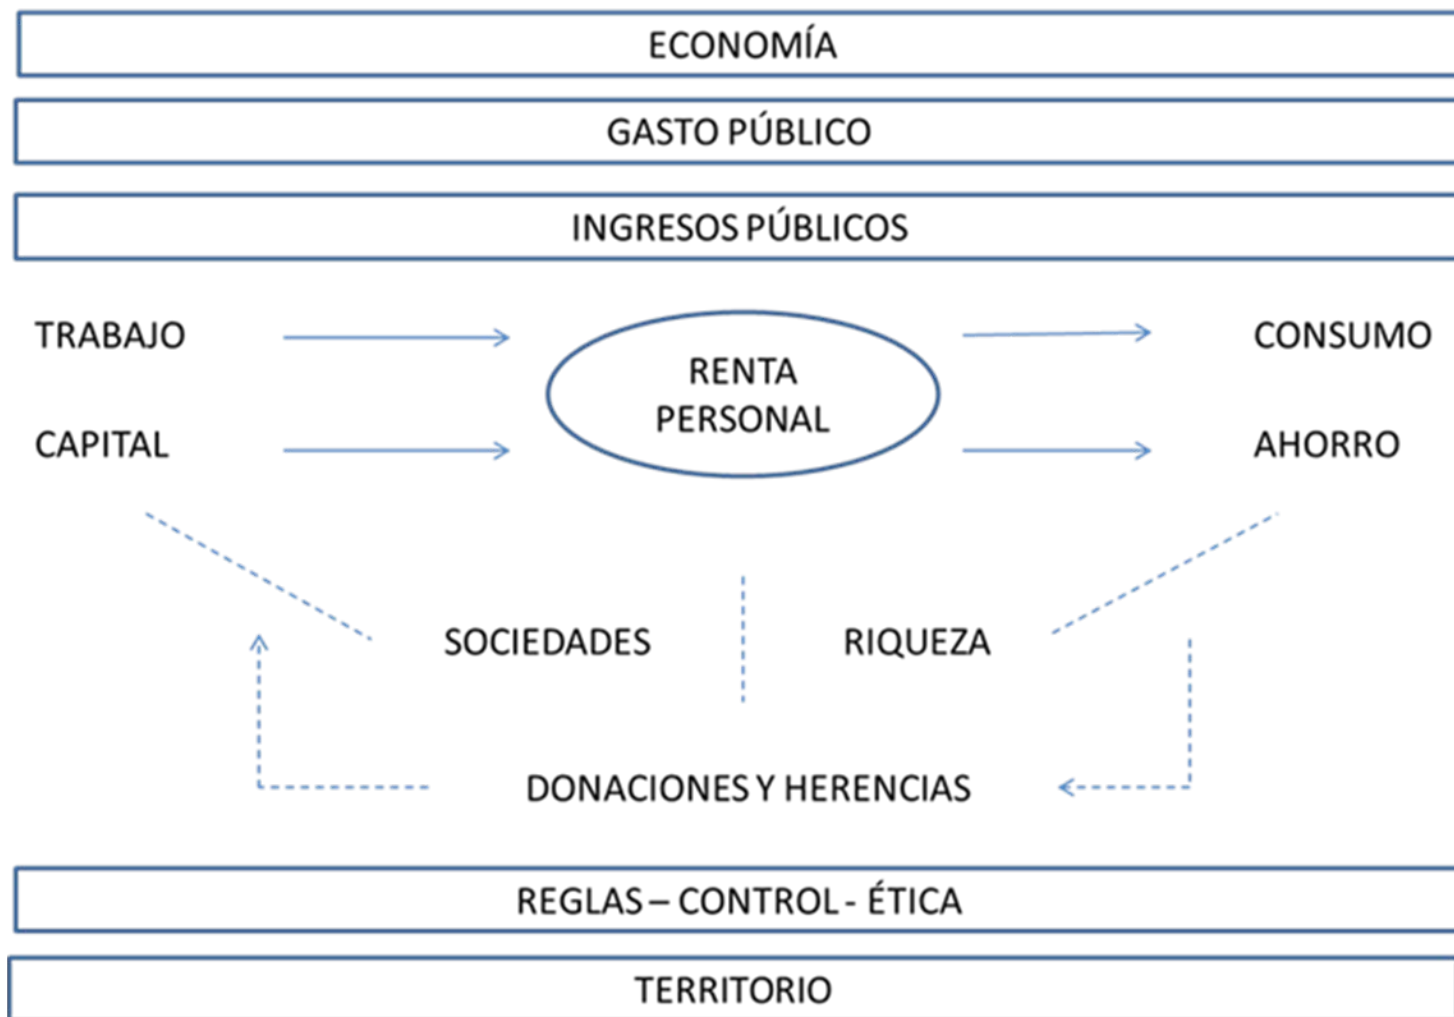 ECONOMÍA
GASTO PÚBLICO
INGRESOS PÚBLICOS
TRABAJO
RENTA
PERSONAL
CONSUMO
CAPITAL
AHORRO
SOCIEDADES
RIQUEZA
DONACIONES Y HERENCIAS
REGLAS – CONTROL - ÉTICA
TERRITORIO